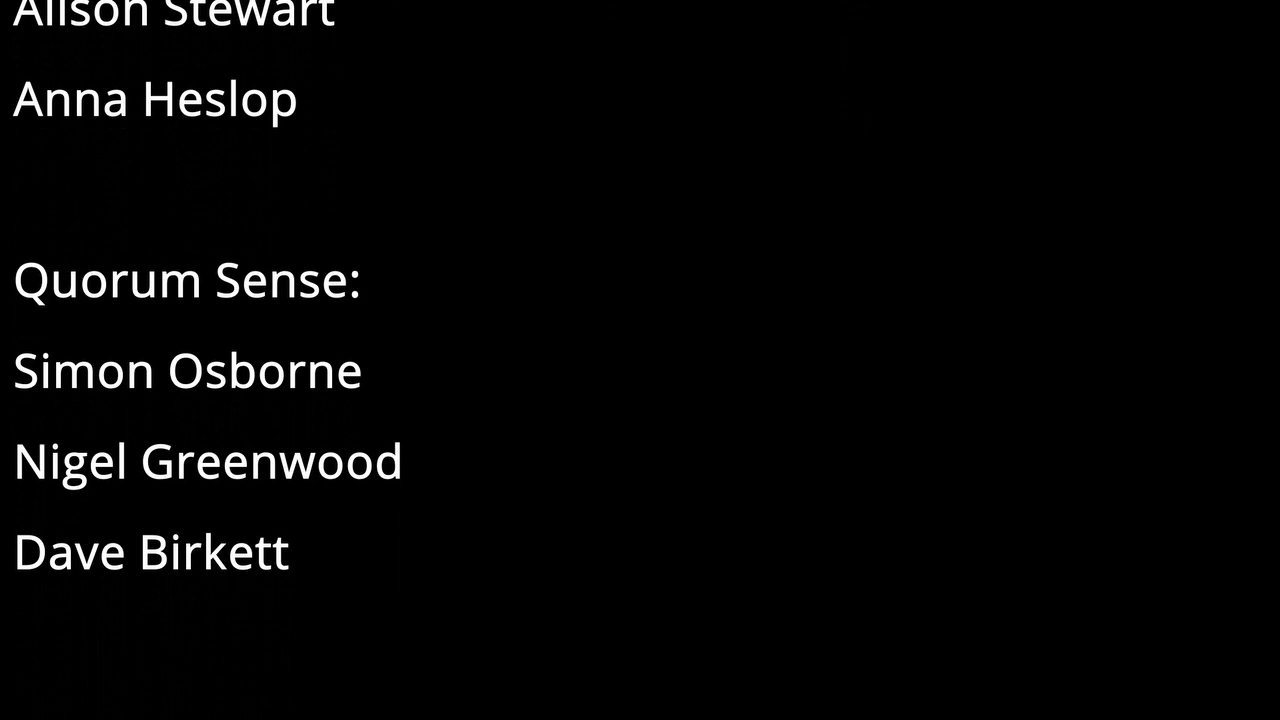 Alison Stewart
Anna Heslop
Quorum Sense:
Simon Osborne
Nigel Greenwood
Dave Birkett